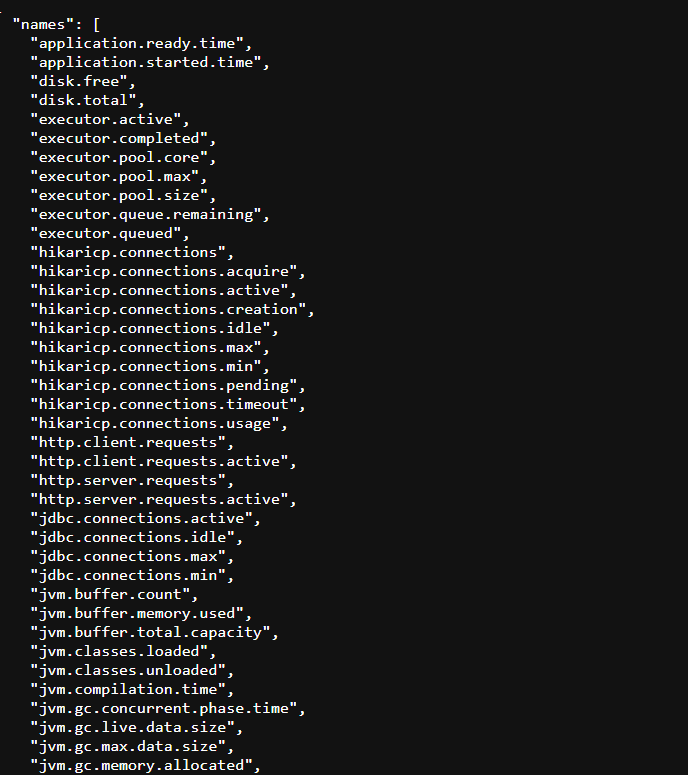 "names": [
"application.ready.time",
"application.started.time",
"disk.free",
"disk.total",
"executor.active",
"executor.completed",
"executor.pool.core",
"executor.pool.max",
"executor.pool.size",
"executor.queue.remaining",
"executor.queued",
"hikaricp.connections",
"hikaricp.connections.acquire",
"hikaricp.connections.active",
"hikaricp.connections.creation",
"hikaricp.connections.idle",
"hikaricp.connections.max",
"hikaricp.connections.min",
"hikaricp.connections.pending",
"hikaricp.connections.timeout",
"hikaricp.connections.usage",
"http.client.requests",
"http.client.requests.active",
"http.server.requests",
"http.server.requests.active",
"jdbc.connections.active",
"jdbc.connections.idle",
"jdbc.connections.max",
"jdbc.connections.min",
"jvm.buffer.count",
"jvm.buffer.memory.used",
"jvm.buffer.total.capacity",
"jvm.classes.loaded",
"jvm.classes.unloaded",
"jvm.compilation.time",
"jvm.gc.concurrent.phase.time",
"jvm.gc.live.data.size",
"jvm.gc.max.data.size",
"jvm.gc.memory.allocated",